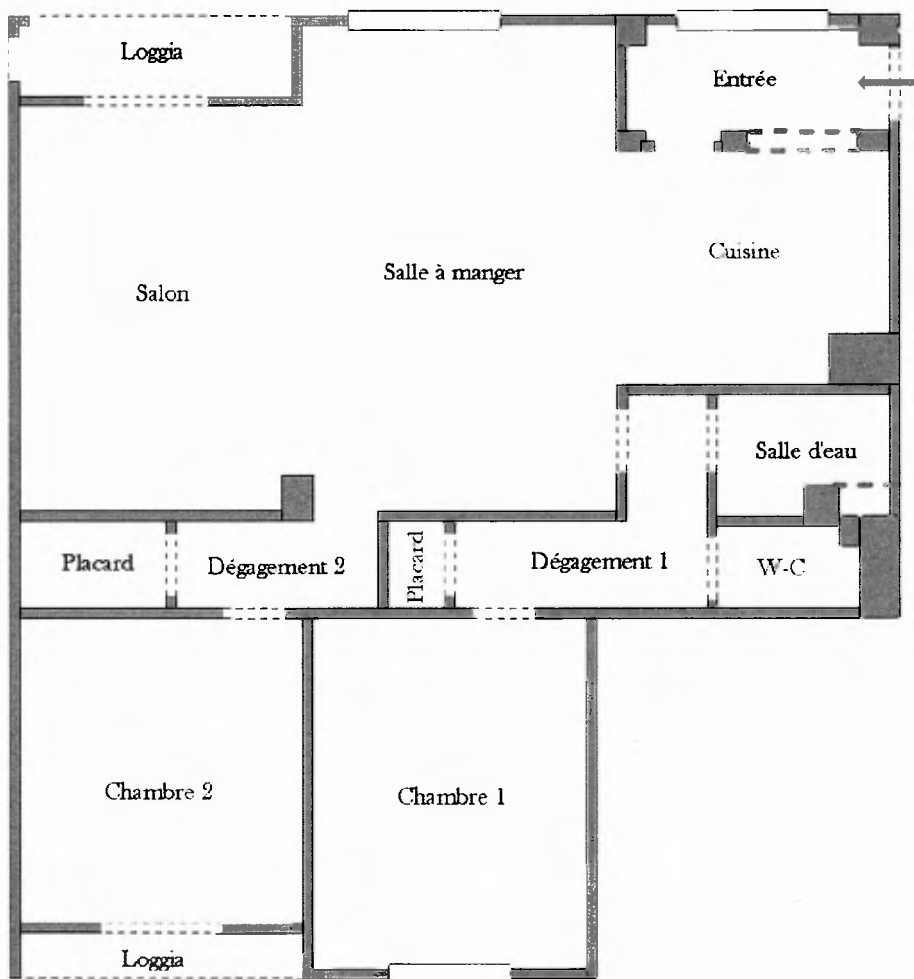 Loggia
Entrée
Cuisine
Salle à manger
Salon
Salle d'eau
Placard
Dégagement 2
Placard
Dégagement 1
W-C
Chambre 2
Chambre 1
Loggia